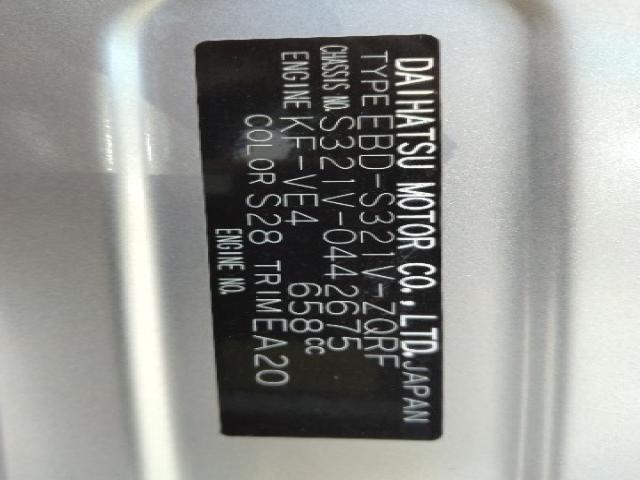 DAIHATSU MOTOR CO., LTD. JAPAN
TYPE EBD-S321V-ZQRF
CHASSIS NO. S321V-0442675
ENGINE KF-VE4 658cc
COLOR S28 TRIM EA20
ENGINE NO.